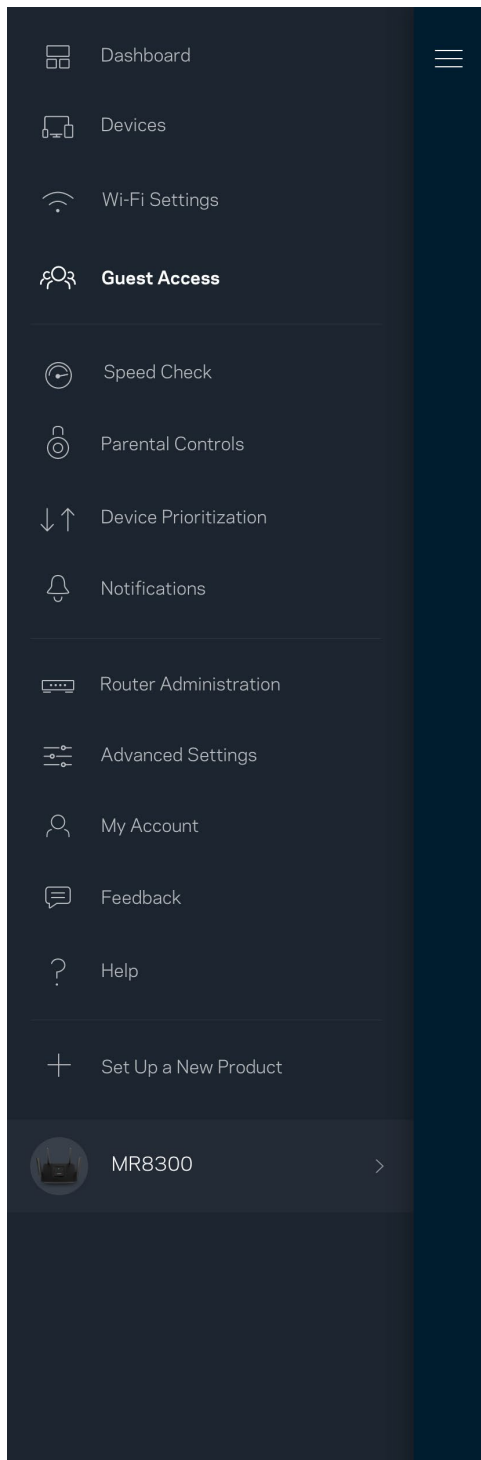 Dashboard
Devices
Wi-Fi Settings
Guest Access
Speed Check
Parental Controls
Device Prioritization
Notifications
Router Administration
Advanced Settings
My Account
Feedback
Help
Set Up a New Product
MR8300